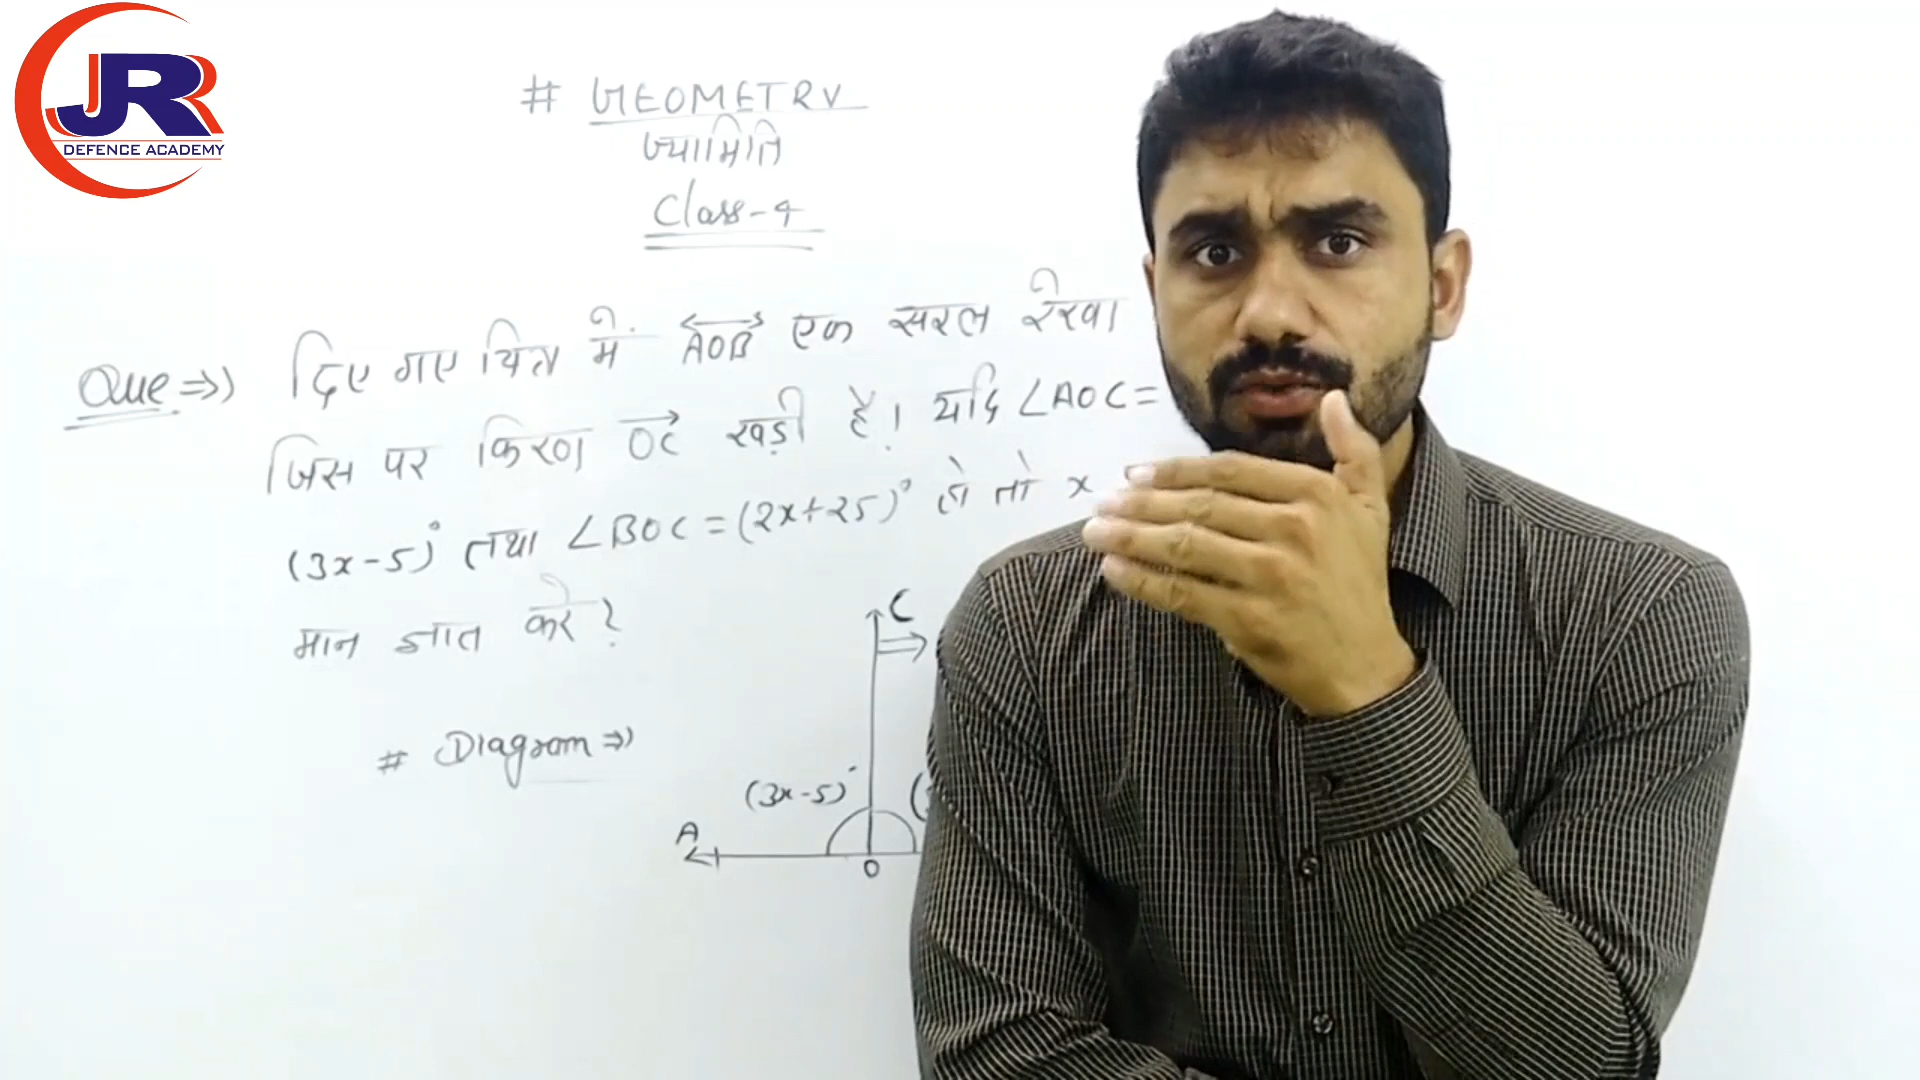 JR
DEFENCE ACADEMY
# GEOMETRY
ज्यामिति
Class-4
Que ⇒) दिए गए चित्र में AOB एक सरल रेखा
जिस पर किरण OC खड़ी है। यदि ∠AOC =
(3x-5)° तथा ∠BOC = (2x+25)° हो तो x
मान ज्ञात करे?
C
# Diagram ⇒)
(3x-5)° (
A
O